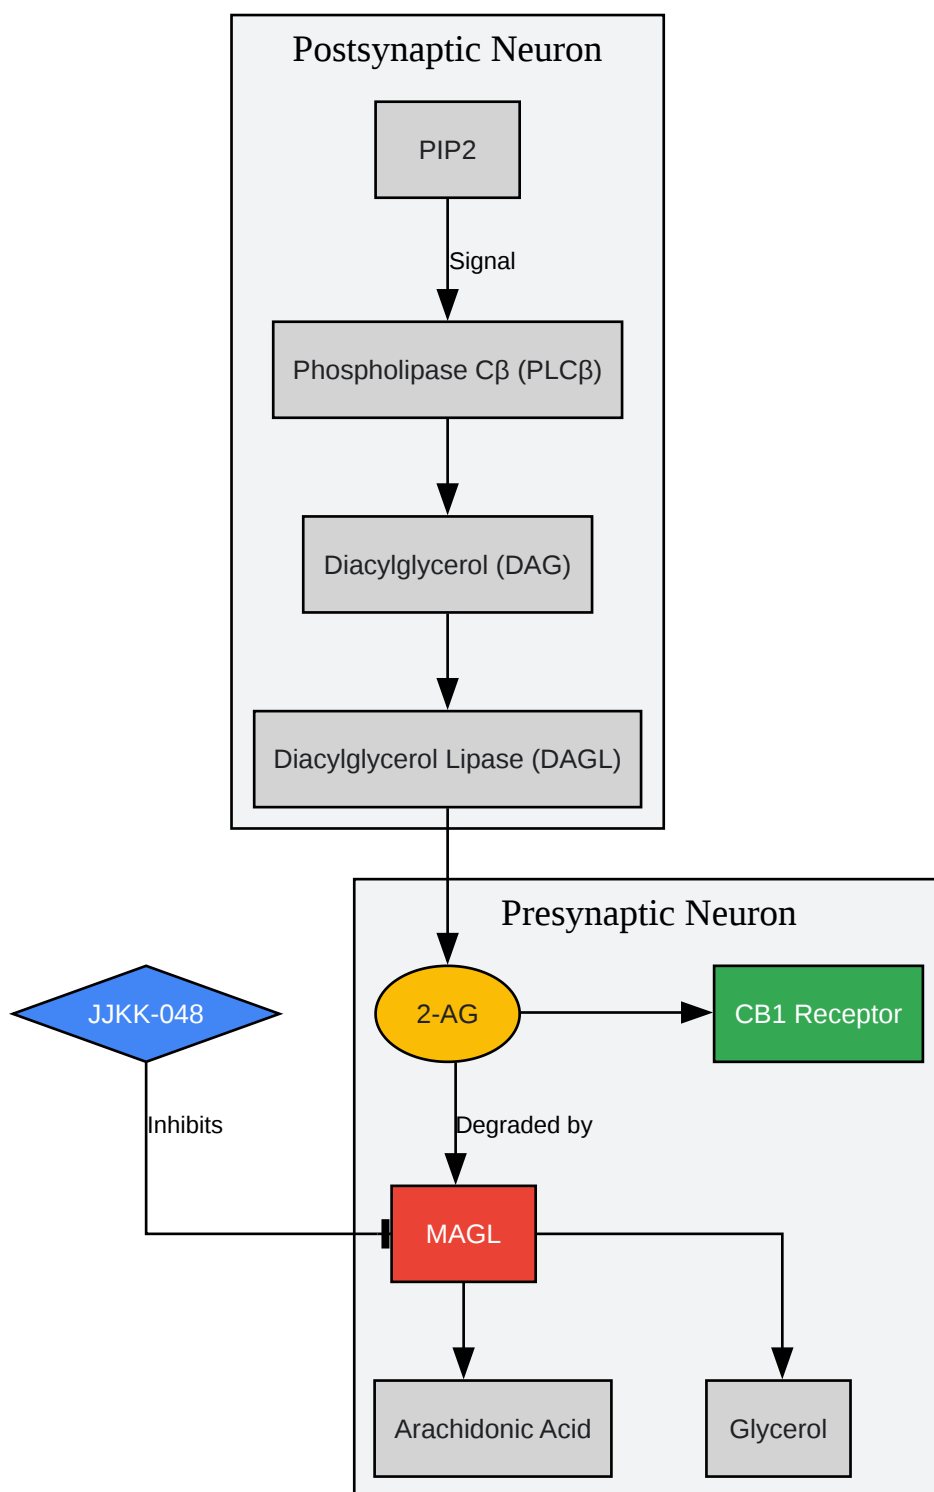 Postsynaptic Neuron
PIP2
Signal
Phospholipase Cβ (PLCβ)
Diacylglycerol (DAG)
Diacylglycerol Lipase (DAGL)
Presynaptic Neuron
JJKK-048
2-AG
CB1 Receptor
Inhibits
Degraded by
MAGL
Arachidonic Acid
Glycerol